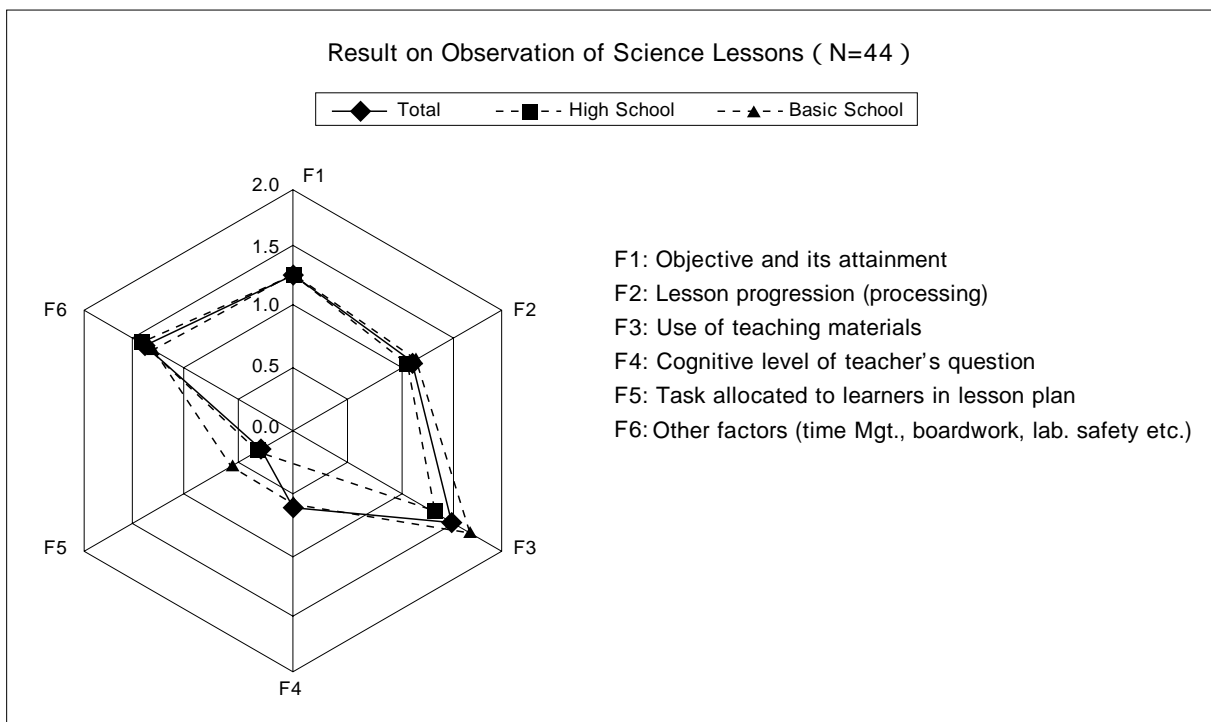 Result on Observation of Science Lessons ( N=44 )
Total High School Basic School
2.0 F1
1.5
1.0
0.5
0.0
F6
F2
F5
F3
F4
F1: Objective and its attainment
F2: Lesson progression (processing)
F3: Use of teaching materials
F4: Cognitive level of teacher’s question
F5: Task allocated to learners in lesson plan
F6: Other factors (time Mgt., boardwork, lab. safety etc.)